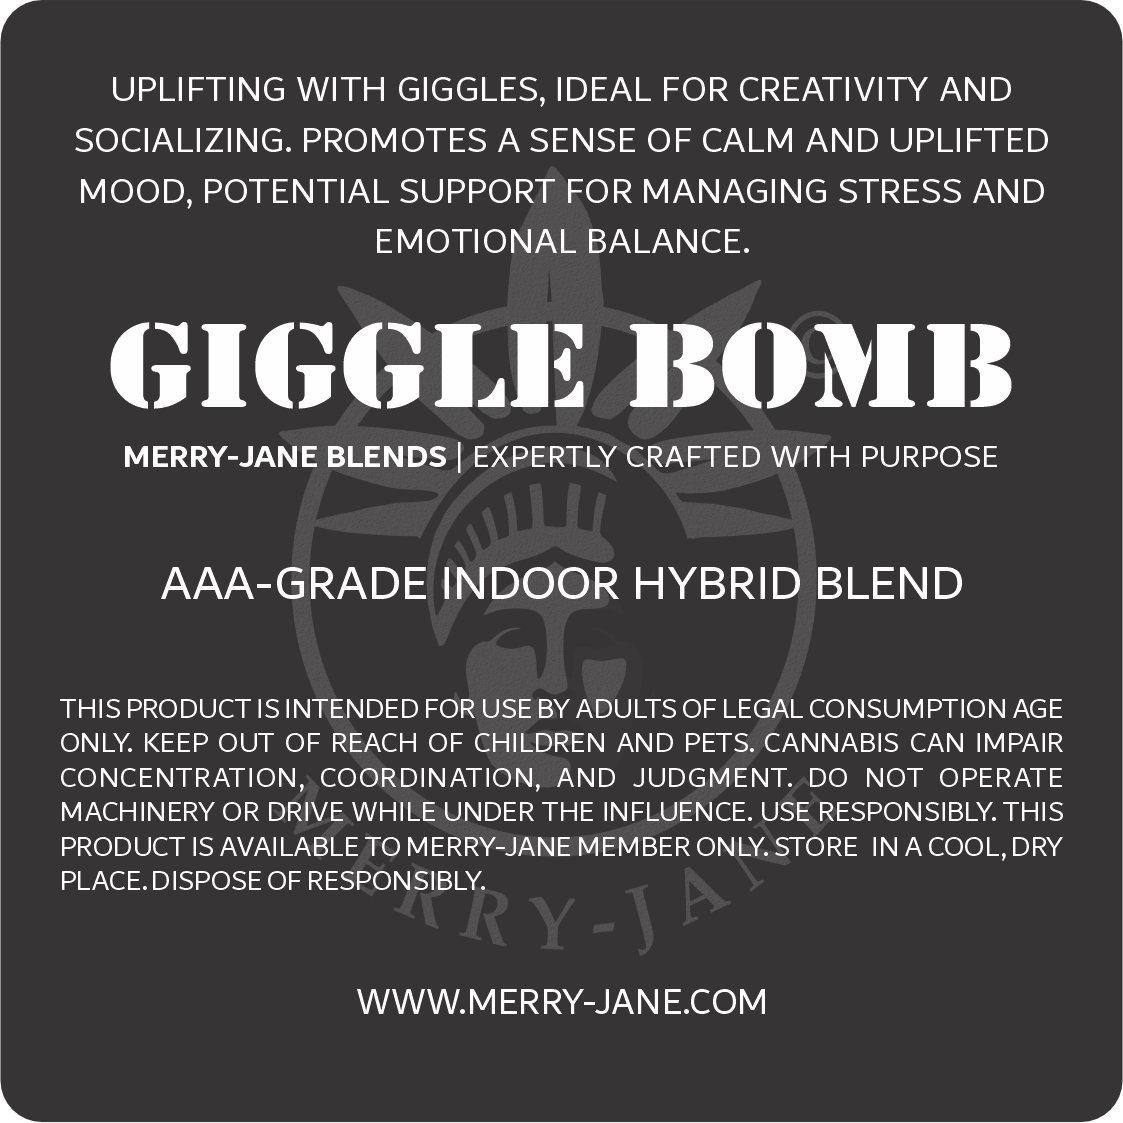 UPLIFTING WITH GIGGLES, IDEAL FOR CREATIVITY AND
SOCIALIZING. PROMOTES A SENSE OF CALM AND UPLIFTED
MOOD, POTENTIAL SUPPORT FOR MANAGING STRESS AND
EMOTIONAL BALANCE.
©
GIGGLE BOMB
MERRY-JANE BLENDS | EXPERTLY CRAFTED WITH PURPOSE
AAA-GRADE INDOOR HYBRID BLEND
THIS PRODUCT IS INTENDED FOR USE BY ADULTS OF LEGAL CONSUMPTION AGE
ONLY. KEEP OUT OF REACH OF CHILDREN AND PETS. CANNABIS CAN IMPAIR
CONCENTRATION, COORDINATION, AND JUDGMENT. DO NOT OPERATE
MACHINERY OR DRIVE WHILE UNDER THE INFLUENCE. USE RESPONSIBLY. THIS
PRODUCT IS AVAILABLE TO MERRY-JANE MEMBER ONLY. STORE IN A COOL, DRY
PLACE. DISPOSE OF RESPONSIBLY.
MERRY-JANE
WWW.MERRY-JANE.COM